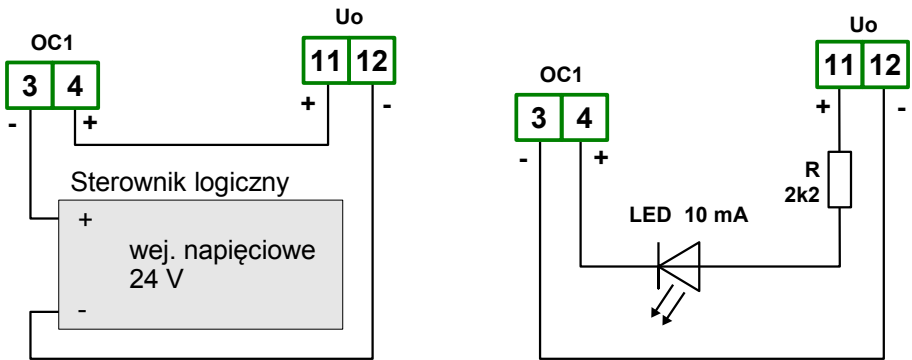 Uo
OC1
11 12
3 4
+ -
- +
Sterownik logiczny
+
wej. napięciowe
24 V
-
Uo
OC1
11 12
3 4
+ -
- +
R
2k2
LED 10 mA